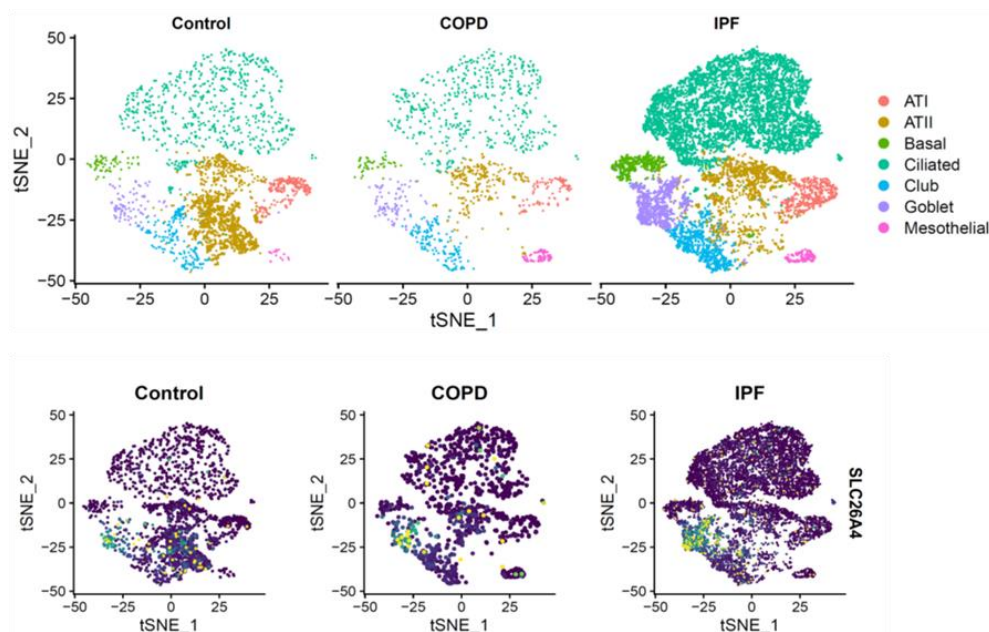 Control COPD IPF
50
25
0
−25
−50
tSNE_2
−50 −25 0 25 −50 −25 0 25 −50 −25 0 25
tSNE_1
ATI
ATII
Basal
Ciliated
Club
Goblet
Mesothelial
Control COPD IPF
50 50 50
25 25 25
0 0 0
−25 −25 −25
−50 −50 −50
tSNE_2 tSNE_2 tSNE_2
−50 −25 0 25 −50 −25 0 25 −50 −25 0 25
tSNE_1 tSNE_1 tSNE_1
SLC26A4